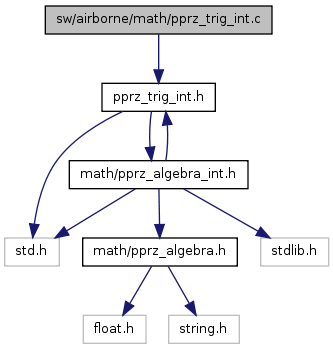 sw/airborne/math/pprz_trig_int.c
pprz_trig_int.h
math/pprz_algebra_int.h
std.h
math/pprz_algebra.h
stdlib.h
float.h
string.h